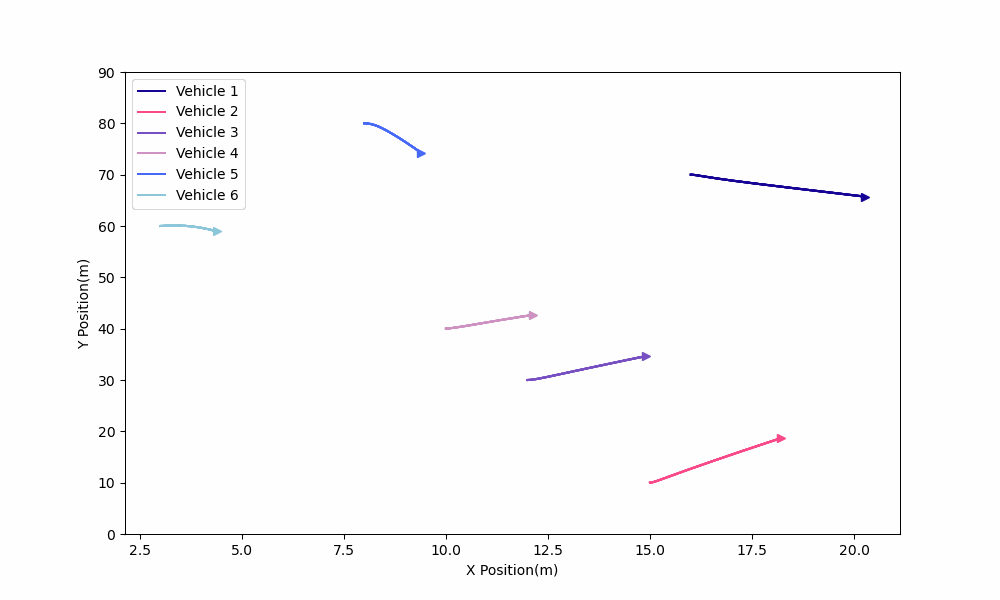 90
80
70
60
50
40
30
20
10
0
Y Position(m)
Vehicle 1
Vehicle 2
Vehicle 3
Vehicle 4
Vehicle 5
Vehicle 6
2.5 5.0 7.5 10.0 12.5 15.0 17.5 20.0
X Position(m)